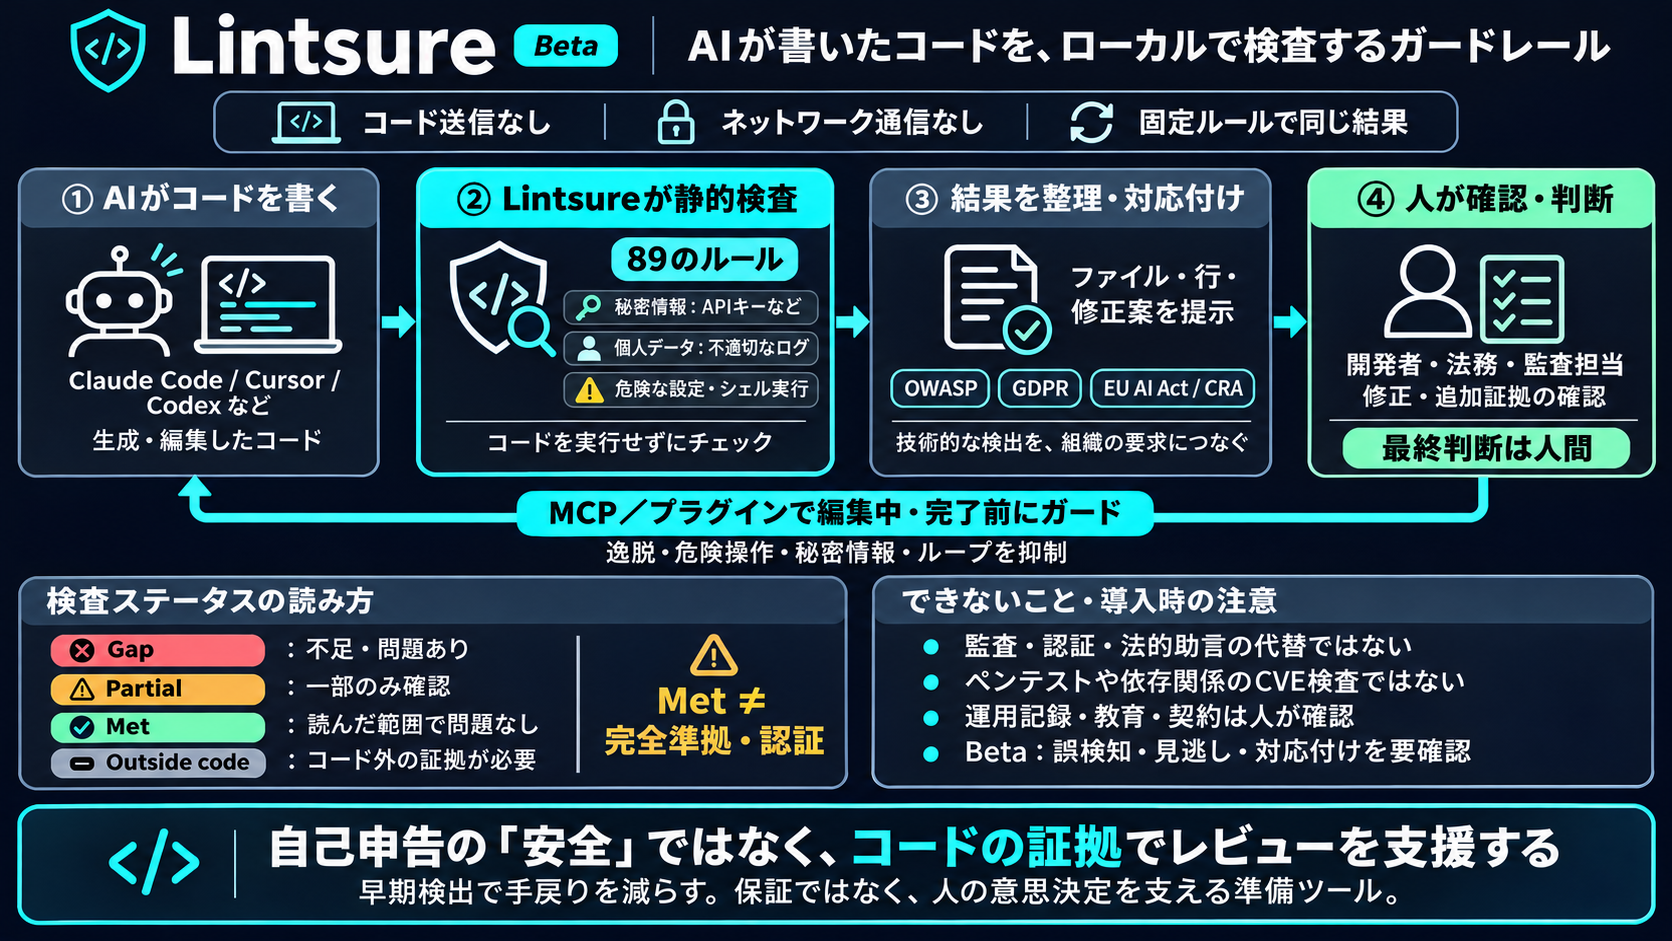 Lintsure
Beta
AIが書いたコードを、ローカルで検査するガードレール
コード送信なし
ネットワーク通信なし
固定ルールで同じ結果
① AIがコードを書く
Claude Code / Cursor /
Codex など
生成・編集したコード
② Lintsureが静的検査
89のルール
秘密情報：APIキーなど
個人データ：不適切なログ
危険な設定・シェル実行
コードを実行せずにチェック
③ 結果を整理・対応付け
ファイル・行・
修正案を提示
OWASP
GDPR
EU AI Act / CRA
技術的な検出を、組織の要求につなぐ
④ 人が確認・判断
開発者・法務・監査担当
修正・追加証拠の確認
最終判断は人間
MCP／プラグインで編集中・完了前にガード
逸脱・危険操作・秘密情報・ループを抑制
検査ステータスの読み方
Gap ：不足・問題あり
Partial ：一部のみ確認
Met ：読んだ範囲で問題なし
Outside code ：コード外の証拠が必要
Met ≠
完全準拠・認証
できないこと・導入時の注意
監査・認証・法的助言の代替ではない
ペンテストや依存関係のCVE検査ではない
運用記録・教育・契約は人が確認
Beta：誤検知・見逃し・対応付けを要確認
</> 自己申告の「安全」ではなく、コードの証拠でレビューを支援する
早期検出で手戻りを減らす。保証ではなく、人の意思決定を支える準備ツール。